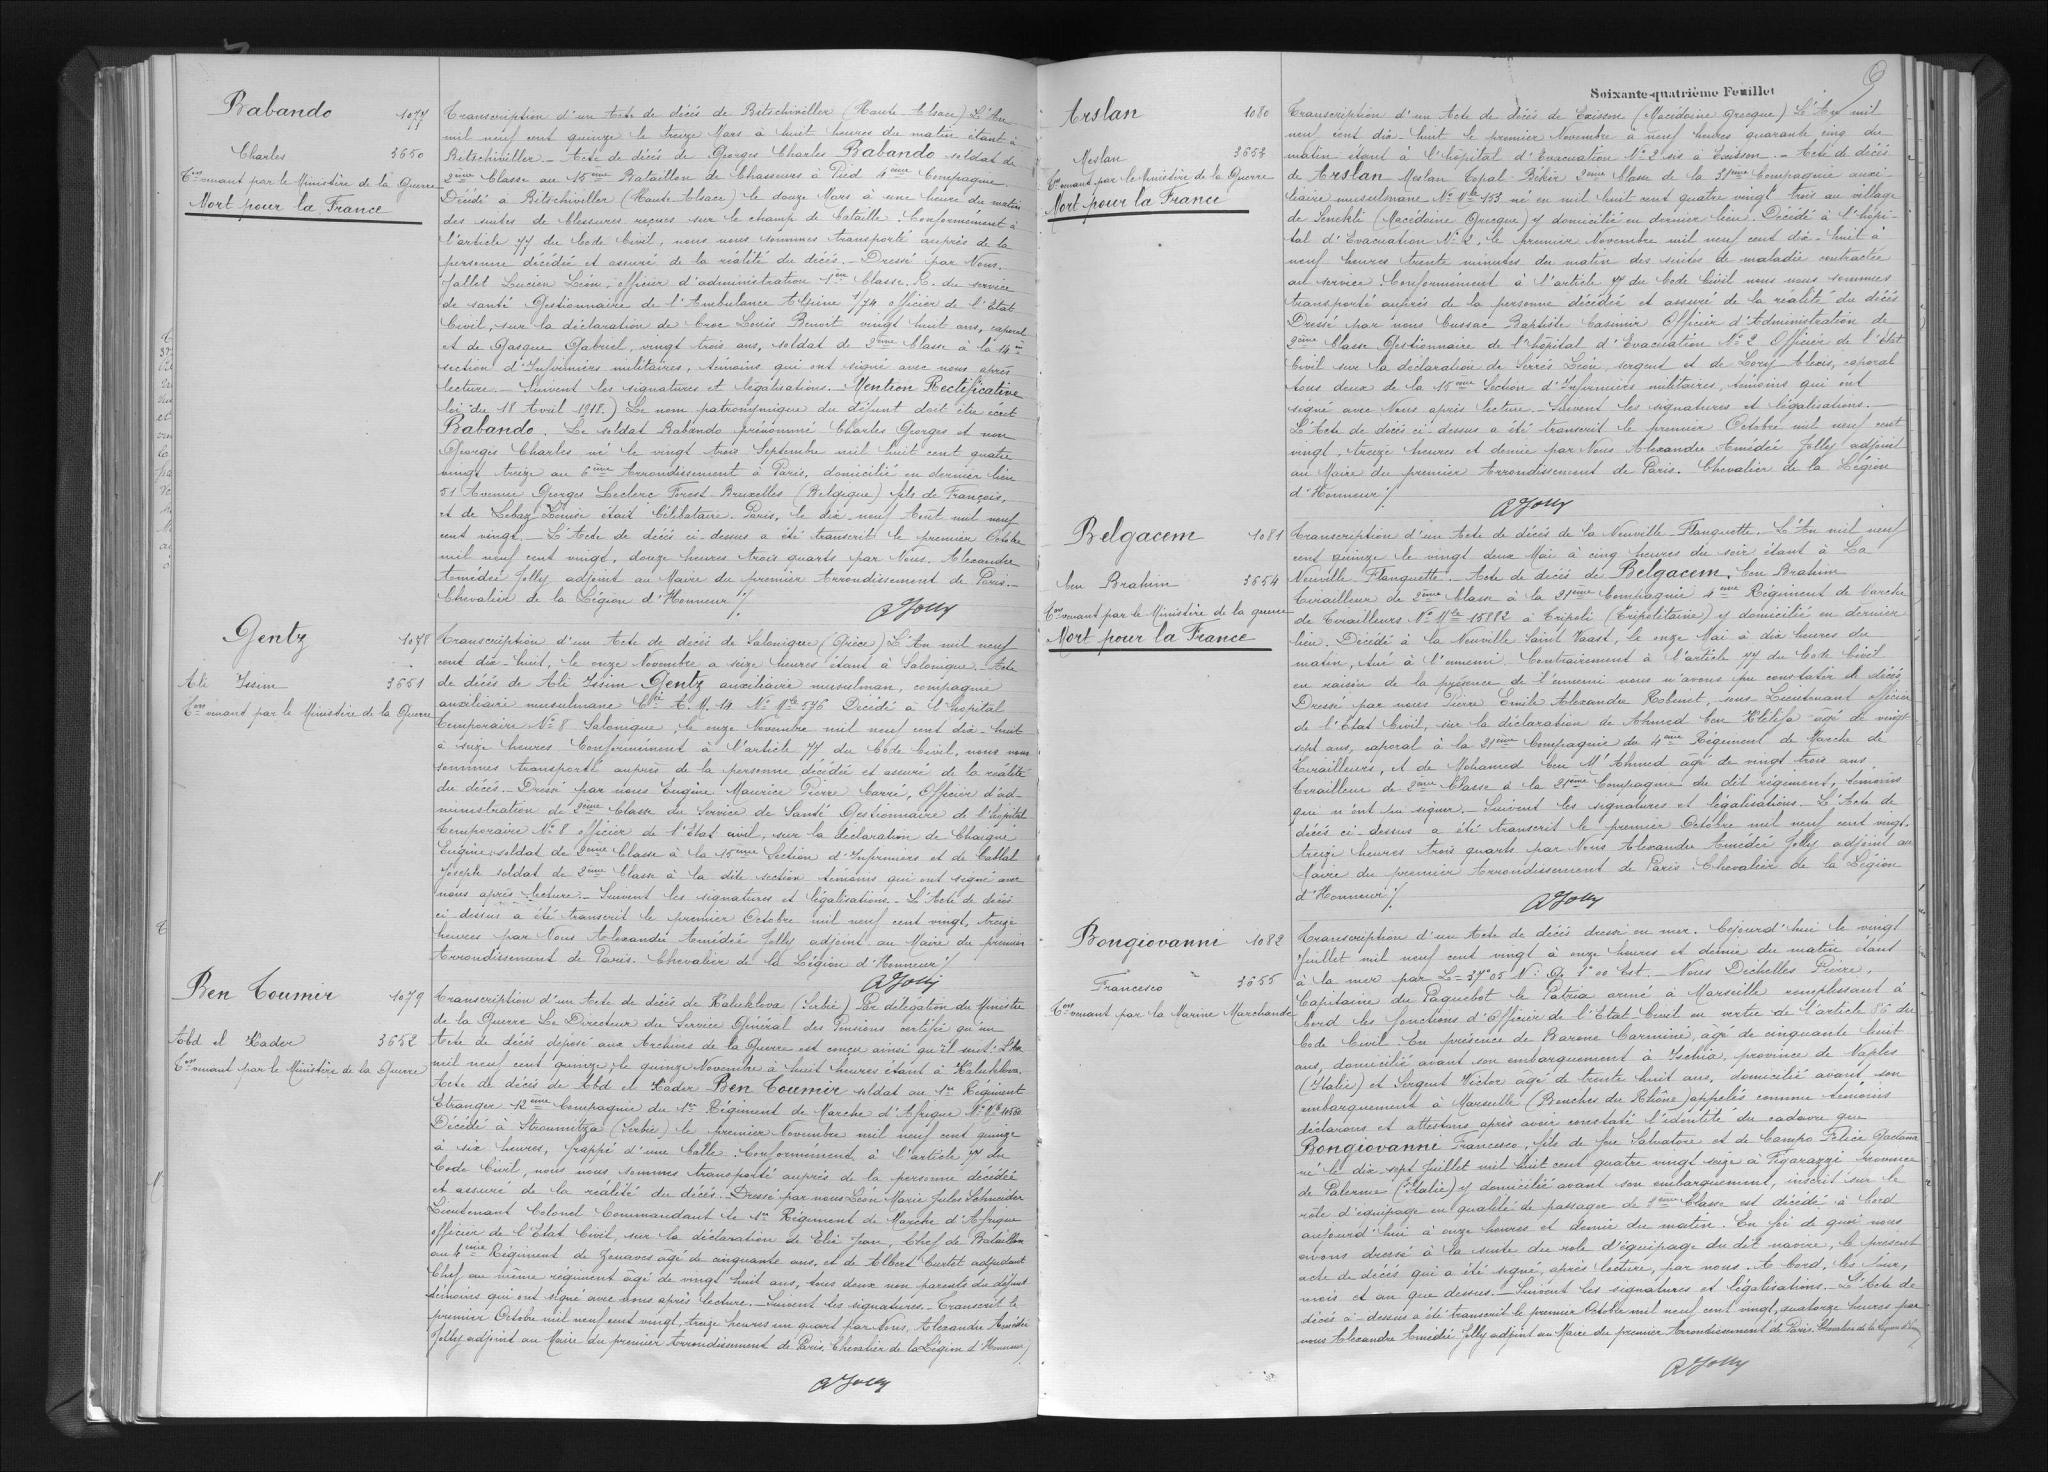 Babando
1077
Charles
3650
Con émanant par le Ministère de la Guerre
Mort pour la France
Transcription d'un Acte de décès de Bitschwiller (Haute-Alsace) L'An
mil neuf cent quinze le treize Mars à huit heures du matin étant à
Bitschiviller — Acte de décès de Georges Charles Babando soldat de
2ème Classe au 15ème Bataillon de Chasseurs à Pied 4ème Compagnie
Décédé à Bitschiviller (Haute Alsace) le douze Mars à une heure du matin
des suites de blessures reçues sur le champ de bataille. Conformément à
l'article 77 du Code Civil, nous nous sommes transporté auprès de la
personne décédée et assuré de la réalité du décès. — Dressé par Nous.
Jallet Lucien Léon, officier d'administration 1ère Classe. C. du service
de santé Gestionnaire de l'Ambulance Alpine 1/74 officier de l'Etat
Civil, sur la déclaration de Croc Louis Benoit vingt huit ans, caporal
et de Gasque Gabriel, vingt trois ans, soldat de 2ème Classe à la 14me
section d'Infirmiers militaires, témoins qui ont signé avec nous après
lecture. — Suivent les signatures et légalisations. — Mention Rectificative
loi du 18 Avril 1918.) Le nom patronymique du défunt doit être écrit
Babando. Le soldat Babando prénommé Charles Georges et non
Georges Charles né le vingt trois Septembre mil huit cent quatre
vingt treize au 6ème Arrondissement à Paris, domicilié en dernier lieu
51 Avenue Georges Leclerc Forest Bruxelles (Belgique) fils de François,
et de Lebaz Louise était Célibataire. Paris, le dix-neuf Août mil neuf
cent vingt. — L'Acte de décès ci-dessus a été transcrit le premier Octobre
mil neuf cent vingt, douze heures trois quarts par Nous, Alexandre
Amédée Jolly, adjoint au Maire du premier Arrondissement de Paris. —
Chevalier de la Légion d'Honneur ./.
AJolly
Gentz
1078
Ali Issim
3651
Con émanant par le Ministère de la Guerre
Transcription d'un Acte de décès de Salonique (Grèce) L'An mil neuf
cent dix-huit, le onze Novembre à seize heures étant à Salonique. Acte
de décès de Ali Issim Gentz auxiliaire musulman, compagnie
auxiliaire musulmane Cie A. M. 14 No Mle 576 Décédé à l'hôpital
temporaire No 8 Salonique, le onze Novembre mil neuf cent dix-huit
à seize heures Conformément à l'article 77 du Code Civil, nous nous
sommes transporté auprès de la personne décédée et assuré de la réalité
du décès. — Dressé par nous Eugène Maurice Pierre Carré, Officier d'ad-
ministration de 2ème Classe du Service de Santé Gestionnaire de l'hôpital
temporaire No 8 officier de l'Etat civil, sur la déclaration de Chaigne
Eugène soldat de 2ème Classe à la 15ème Section d'Infirmiers et de Cablat
Joseph soldat de 2ème Classe à la dite section témoins qui ont signé avec
nous après lecture. — Suivent les signatures et légalisations. — L'Acte de décès
ci-dessus a été transcrit le premier Octobre mil neuf cent vingt, treize
heures par Nous Alexandre Amédée Jolly adjoint au Maire du premier
Arrondissement de Paris. Chevalier de la Légion d'Honneur ./.
AJolly
Ben Toumir
1079
Abd el Kader
3652
Con émanant par le Ministère de la Guerre
Transcription d'un Acte de décès de Kalukhova (Serbie) Par délégation du Ministre
de la Guerre Le Directeur du Service Général des Pensions certifie qu'un
Acte de décès déposé aux Archives de la Guerre est conçu ainsi qu'il suit: L'An
mil neuf cent quinze, le quinze Novembre à huit heures étant à Kalukhova.
Acte de décès de Abd el Kader Ben Toumir soldat au 1er Régiment
Etranger 12ème Compagnie du 1er Régiment de Marche d'Afrique No Mle 10530
Décédé à Stroumitza (Serbie) le premier Novembre mil neuf cent quinze
à six heures, frappé d'une balle. Conformément à l'article 77 du
Code Civil, nous nous sommes transporté auprès de la personne décédée
et assuré de la réalité du décès. Dressé par nous Léon Marie Jules Schneider
Lieutenant Colonel Commandant le 1er Régiment de Marche d'Afrique
officier de l'Etat Civil, sur la déclaration de Elie Jean, Chef de Bataillon
au 4ème Régiment de Zouaves âgé de cinquante ans, et de Albert Curtet adjudant
Chef au même régiment âgé de vingt huit ans, tous deux non parents du défunt
témoins qui ont signé avec nous après lecture. — Suivent les signatures. — Transcrit le
premier Octobre mil neuf cent vingt, treize heures un quart par Nous, Alexandre Amédée
Jolly adjoint au Maire du premier Arrondissement de Paris. Chevalier de la Légion d'Honneur ./.
AJolly
Soixante-quatrième Feuillet
Arslan
1080
Meslan
3653
Con émanant par le Ministère de la Guerre
Mort pour la France
Transcription d'un Acte de décès de Exissou (Macédoine Grecque) L'An mil
neuf cent dix-huit le premier Novembre à neuf heures quarante cinq du
matin étant à l'hôpital d'Evacuation No 2 sis à Exissou. — Acte de décès
de Arslan Meslan Topal-Békir 2ème Classe de la 31ème Compagnie auxi-
liaire musulmane No Mle 153 né en mil huit cent quatre vingt trois au village
de Senekli (Macédoine Grecque) y domicilié en dernier lieu. Décédé à l'hôpi-
tal d'Evacuation No 2, le premier Novembre mil neuf cent dix-huit à
neuf heures trente minutes du matin des suites de maladie contractée
au service. Conformément à l'article 77 du Code Civil nous nous sommes
transporté auprès de la personne décédée et assuré de la réalité du décès
Dressé par nous Cussac Baptiste Casimir Officier d'Administration de
2ème Classe Gestionnaire de l'hôpital d'Evacuation No 2 Officier de l'Etat
Civil sur la déclaration de Serres Léon, sergent et de Lory Alexis, caporal
tous deux de la 15ème Section d'Infirmiers militaires, témoins qui ont
signé avec Nous après lecture. — Suivent les signatures et légalisations. —
L'Acte de décès ci-dessus a été transcrit le premier Octobre mil neuf cent
vingt, treize heures et demie par Nous Alexandre Amédée Jolly adjoint
au Maire du premier Arrondissement de Paris. Chevalier de la Légion
d'Honneur ./.
AJolly
Belgacem
1081
ben Brahim
3654
Con émanant par le Ministère de la guerre
Mort pour la France
Transcription d'un Acte de décès de la Neuville-Flanquette. L'An mil neuf
cent quinze le vingt deux Mai à cinq heures du soir étant à La
Neuville Flanquette. Acte de décès de Belgacem ben Brahim
Tirailleur de 2ème Classe à la 21ème Compagnie 4ème Régiment de Marche
de Tirailleurs No Mle 15882 à Tripoli (Tripolitaine) y domicilié en dernier
lieu. Décédé à la Neuville Saint Vaast, le onze Mai à dix heures du
matin, tué à l'ennemi. Contrairement à l'article 77 du Code Civil
en raison de la présence de l'ennemi nous n'avons pu constater le décès
Dressé par nous Pierre Emile Alexandre Robinet, sous Lieutenant officier
de l'Etat Civil, sur la déclaration de Ahmed ben Khlifa âgé de vingt
sept ans, caporal à la 21ème Compagnie du 4ème Régiment de Marche de
Tirailleurs, et de Mohamed ben M'Ahmed âgé de vingt trois ans
Tirailleur de 2ème Classe à la 21ème Compagnie du dit régiment, témoins
qui n'ont su signer. — Suivent les signatures et légalisations. — L'Acte de
décès ci-dessus a été transcrit le premier Octobre mil neuf cent vingt.
treize heures trois quarts par Nous Alexandre Amédée Jolly adjoint au
Maire du premier Arrondissement de Paris Chevalier de la Légion
d'Honneur ./.
AJolly
Bongiovanni
1082
Francesco
3655
Con émanant par la Marine Marchande
Transcription d'un Acte de décès dressé en mer. Cejourd'hui le vingt
Juillet mil neuf cent vingt à onze heures et demie du matin étant
à la mer par L = 37°05 N. G. 7°00 Est. — Nous Dechelles Pierre,
Capitaine du Paquebot le Patria armé à Marseille remplissant à
bord les fonctions d'Officier de l'Etat Civil en vertu de l'article 86 du
Code Civil. En présence de Barone Carmine, âgé de cinquante huit
ans, domicilié avant son embarquement à Ischia, province de Naples
(Italie) et Sergent Victor âgé de trente huit ans, domicilié avant son
embarquement à Marseille (Bouches du Rhône) appelés comme témoins
déclarons et attestons après avoir constaté l'identité du cadavre que
Bongiovanni Francesco, fils de feu Salvatore et de Campo Felice Gaetana
né le dix-sept Juillet mil huit cent quatre vingt seize à Figarazzi Province
de Palerme (Italie) y domicilié avant son embarquement, inscrit sur le
rôle d'équipage en qualité de passager de 3ème Classe est décédé à bord
aujourd'hui à onze heures et demie du matin. En foi de quoi nous
avons dressé à la suite du rôle d'équipage du dit navire, le présent
acte de décès qui a été signé, après lecture, par nous. A bord, les jour,
mois et an que dessus. — Suivent les signatures et légalisations. — L'Acte de
décès ci-dessus a été transcrit le premier Octobre mil neuf cent vingt, quatorze heures par
nous Alexandre Amédée Jolly adjoint au Maire du premier Arrondissement de Paris. Chevalier de la Légion d'Honneur
AJolly